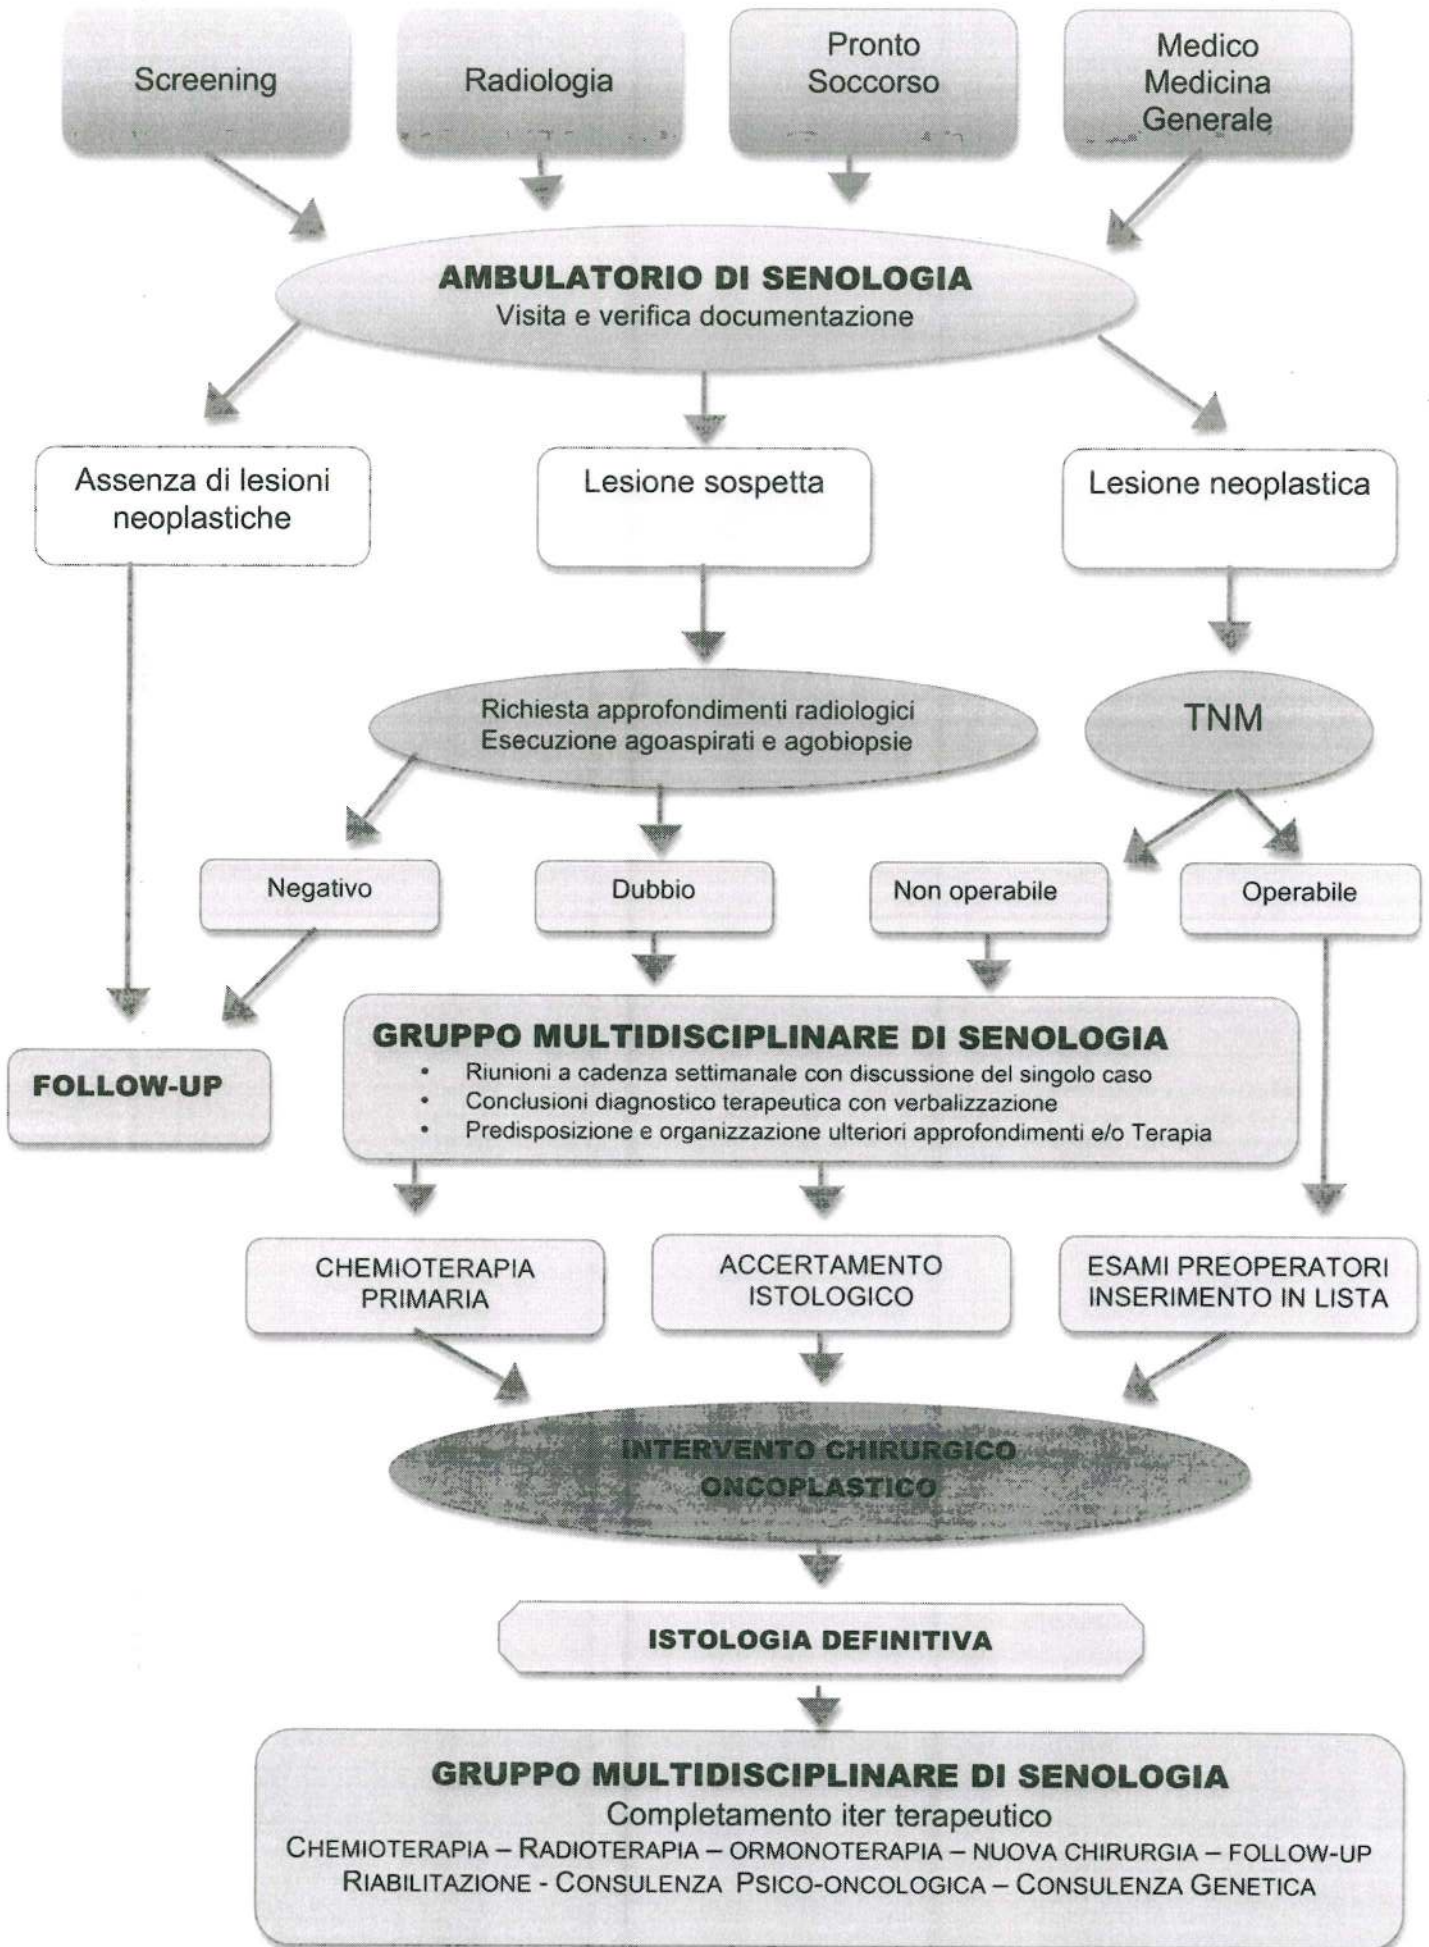 Screening
Radiologia
Pronto
Soccorso
Medico
Medicina
Generale
AMBULATORIO DI SENOLOGIA
Visita e verifica documentazione
Assenza di lesioni
neoplastiche
Lesione sospetta
Lesione neoplastica
Richiesta approfondimenti radiologici
Esecuzione agoaspirati e agobiopsie
TNM
Negativo
Dubbio
Non operabile
Operabile
FOLLOW-UP
GRUPPO MULTIDISCIPLINARE DI SENOLOGIA
• Riunioni a cadenza settimanale con discussione del singolo caso
• Conclusioni diagnostico terapeutica con verbalizzazione
• Predisposizione e organizzazione ulteriori approfondimenti e/o Terapia
CHEMIOTERAPIA
PRIMARIA
ACCERTAMENTO
ISTOLOGICO
ESAMI PREOPERATORI
INSERIMENTO IN LISTA
INTERVENTO CHIRURGICO
ONCOPLASTICO
ISTOLOGIA DEFINITIVA
GRUPPO MULTIDISCIPLINARE DI SENOLOGIA
Completamento iter terapeutico
CHEMIOTERAPIA – RADIOTERAPIA – ORMONOTERAPIA – NUOVA CHIRURGIA – FOLLOW-UP
RIABILITAZIONE - CONSULENZA PSICO-ONCOLOGICA – CONSULENZA GENETICA